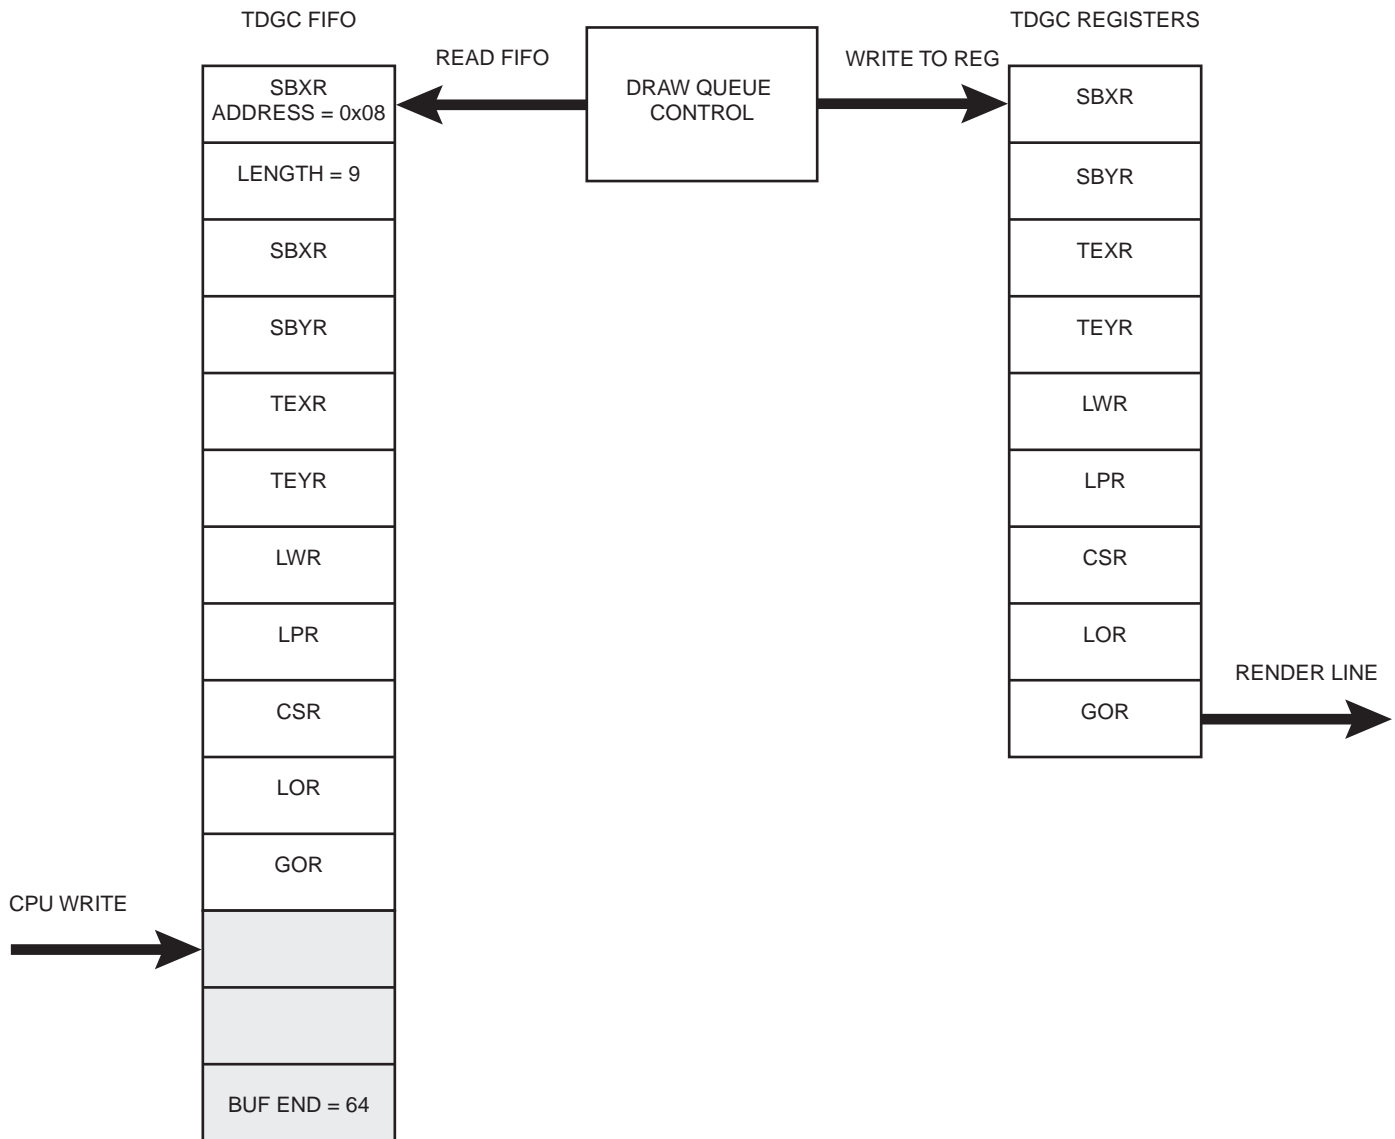 TDGC FIFO
SBXR
ADDRESS = 0x08
LENGTH = 9
SBXR
SBYR
TEXR
TEYR
LWR
LPR
CSR
LOR
GOR
BUF END = 64
CPU WRITE
READ FIFO
DRAW QUEUE
CONTROL
WRITE TO REG
TDGC REGISTERS
SBXR
SBYR
TEXR
TEYR
LWR
LPR
CSR
LOR
GOR
RENDER LINE